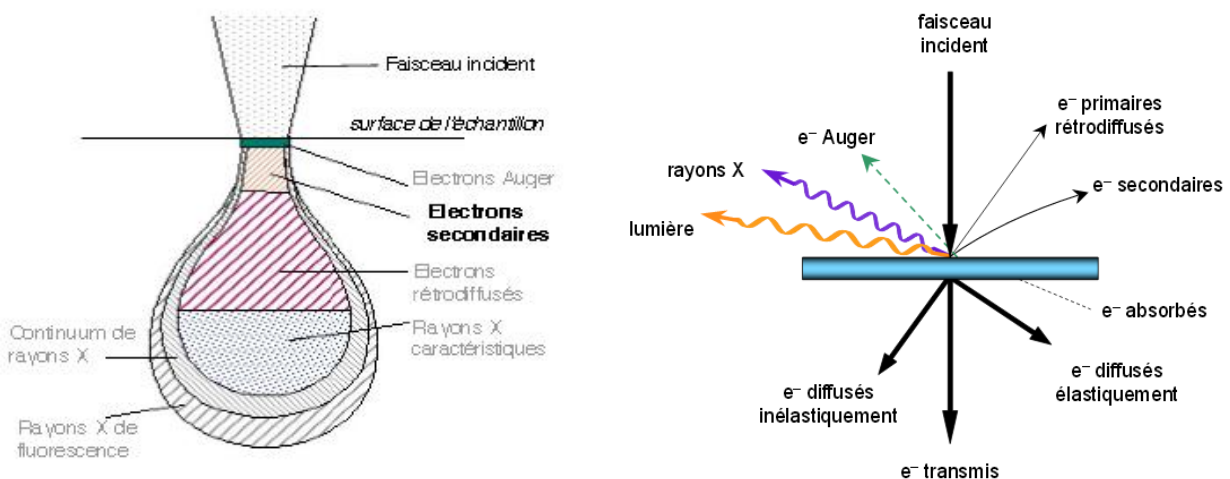 Faisceau incident
surface de l'échantillon
Electrons Auger
Electrons
secondaires
Electrons
rétrodiffusés
Rayons X
caractéristiques
Continuum de
rayons X
Rayons X de
fluorescence
faisceau
incident
e⁻ primaires
rétrodiffusés
e⁻ Auger
rayons X
e⁻ secondaires
lumière
e⁻ absorbés
e⁻ diffusés
élastiquement
e⁻ diffusés
inélastiquement
e⁻ transmis